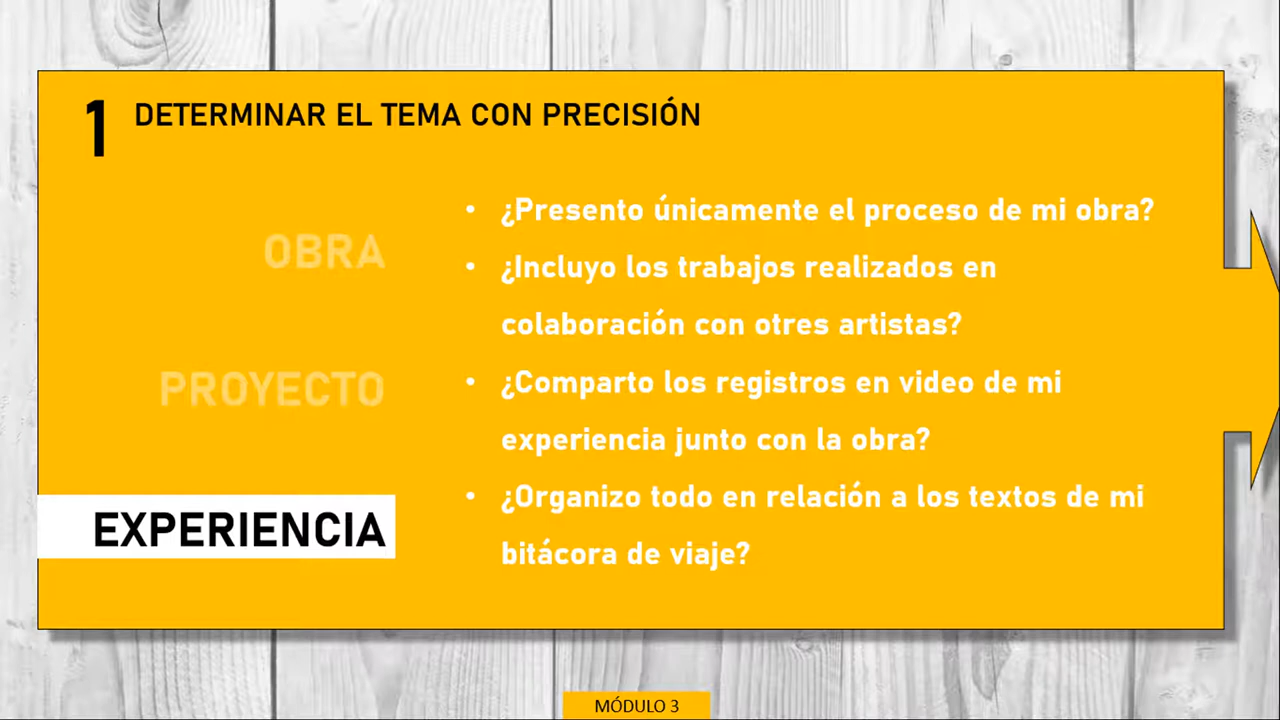 1 DETERMINAR EL TEMA CON PRECISIÓN
OBRA
PROYECTO
EXPERIENCIA
• ¿Presento únicamente el proceso de mi obra?
• ¿Incluyo los trabajos realizados en
colaboración con otres artistas?
• ¿Comparto los registros en video de mi
experiencia junto con la obra?
• ¿Organizo todo en relación a los textos de mi
bitácora de viaje?
MÓDULO 3